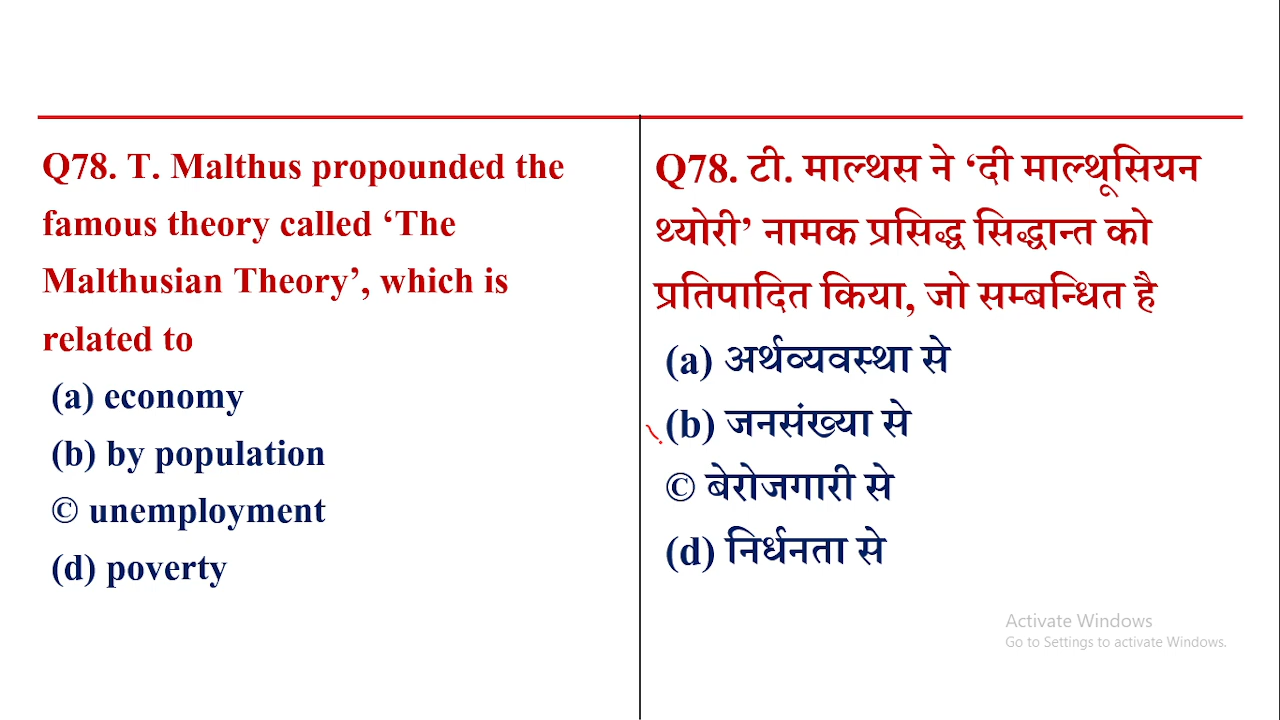 Q78. T. Malthus propounded the
famous theory called ‘The
Malthusian Theory’, which is
related to
(a) economy
(b) by population
© unemployment
(d) poverty
Q78. टी. माल्थस ने ‘दी माल्थूसियन
थ्योरी’ नामक प्रसिद्ध सिद्धान्त को
प्रतिपादित किया, जो सम्बन्धित है
(a) अर्थव्यवस्था से
(b) जनसंख्या से
© बेरोजगारी से
(d) निर्धनता से
Activate Windows
Go to Settings to activate Windows.